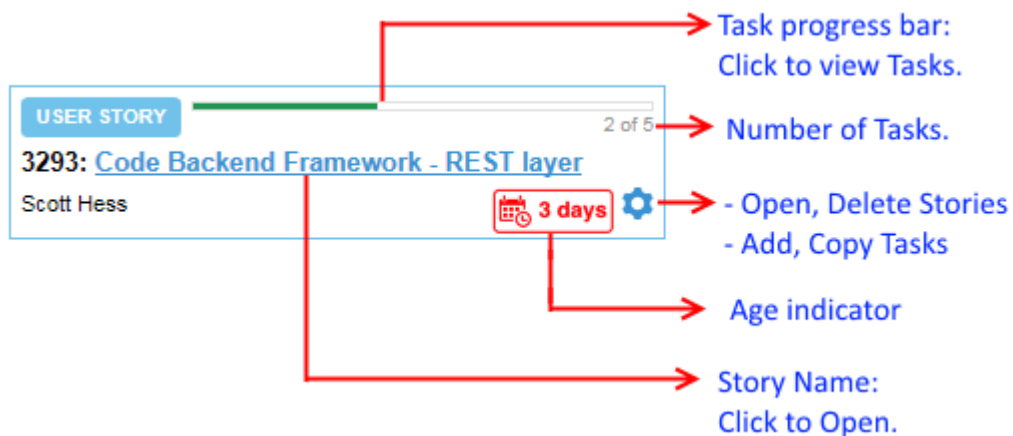 Task progress bar:
Click to view Tasks.
USER STORY
2 of 5
Number of Tasks.
3293: Code Backend Framework - REST layer
Scott Hess
3 days
- Open, Delete Stories
- Add, Copy Tasks
Age indicator
Story Name:
Click to Open.